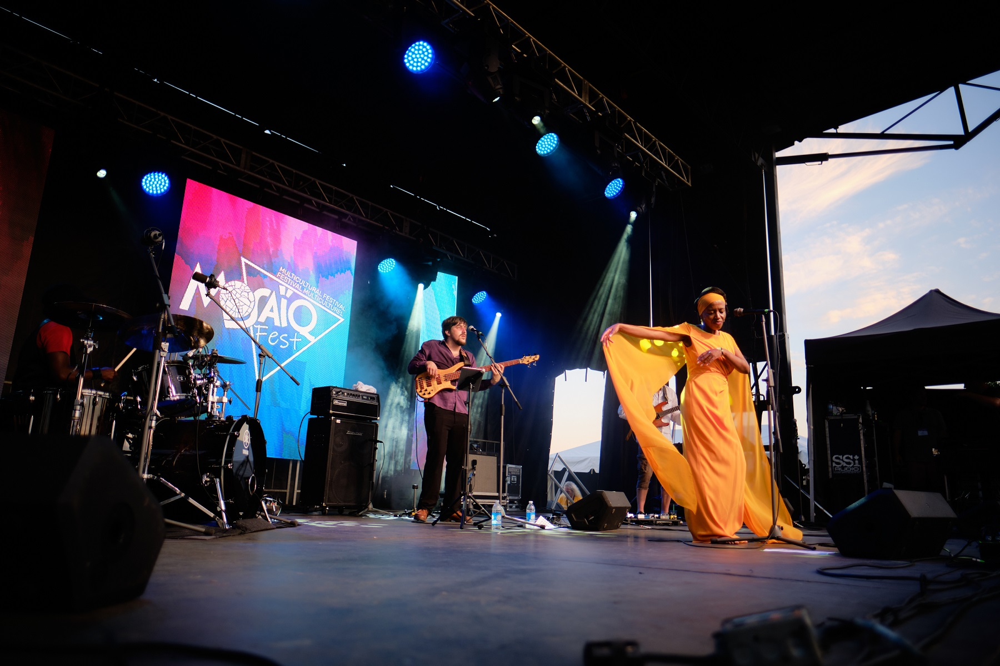 MULTICULTURAL FESTIVAL
FESTIVAL MULTICULTUREL
MOSAÏQ
Fest
SSi
AUDIO